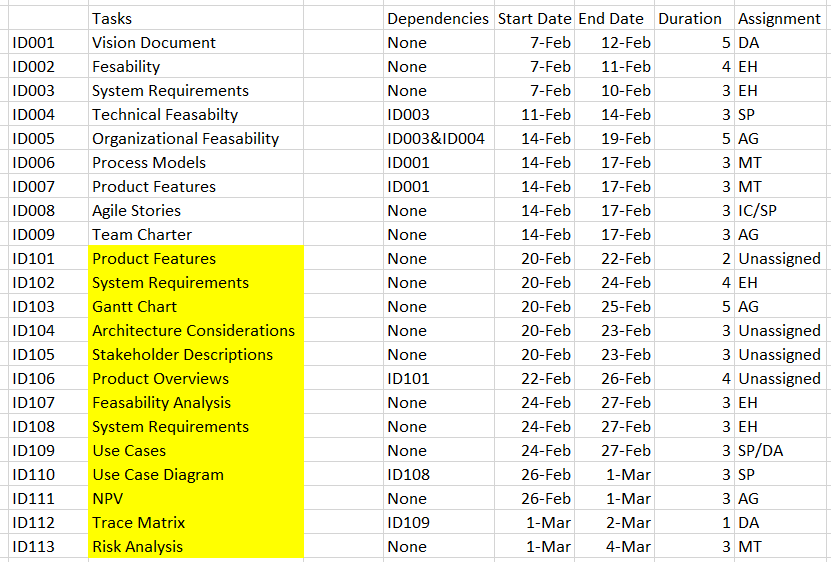 Tasks Dependencies Start Date End Date Duration Assignment
ID001 Vision Document None 7-Feb 12-Feb 5 DA
ID002 Fesability None 7-Feb 11-Feb 4 EH
ID003 System Requirements None 7-Feb 10-Feb 3 EH
ID004 Technical Feasabilty ID003 11-Feb 14-Feb 3 SP
ID005 Organizational Feasability ID003&ID004 14-Feb 19-Feb 5 AG
ID006 Process Models ID001 14-Feb 17-Feb 3 MT
ID007 Product Features ID001 14-Feb 17-Feb 3 MT
ID008 Agile Stories None 14-Feb 17-Feb 3 IC/SP
ID009 Team Charter None 14-Feb 17-Feb 3 AG
ID101 Product Features None 20-Feb 22-Feb 2 Unassigned
ID102 System Requirements None 20-Feb 24-Feb 4 EH
ID103 Gantt Chart None 20-Feb 25-Feb 5 AG
ID104 Architecture Considerations None 20-Feb 23-Feb 3 Unassigned
ID105 Stakeholder Descriptions None 20-Feb 23-Feb 3 Unassigned
ID106 Product Overviews ID101 22-Feb 26-Feb 4 Unassigned
ID107 Feasability Analysis None 24-Feb 27-Feb 3 EH
ID108 System Requirements None 24-Feb 27-Feb 3 EH
ID109 Use Cases None 24-Feb 27-Feb 3 SP/DA
ID110 Use Case Diagram ID108 26-Feb 1-Mar 3 SP
ID111 NPV None 26-Feb 1-Mar 3 AG
ID112 Trace Matrix ID109 1-Mar 2-Mar 1 DA
ID113 Risk Analysis None 1-Mar 4-Mar 3 MT